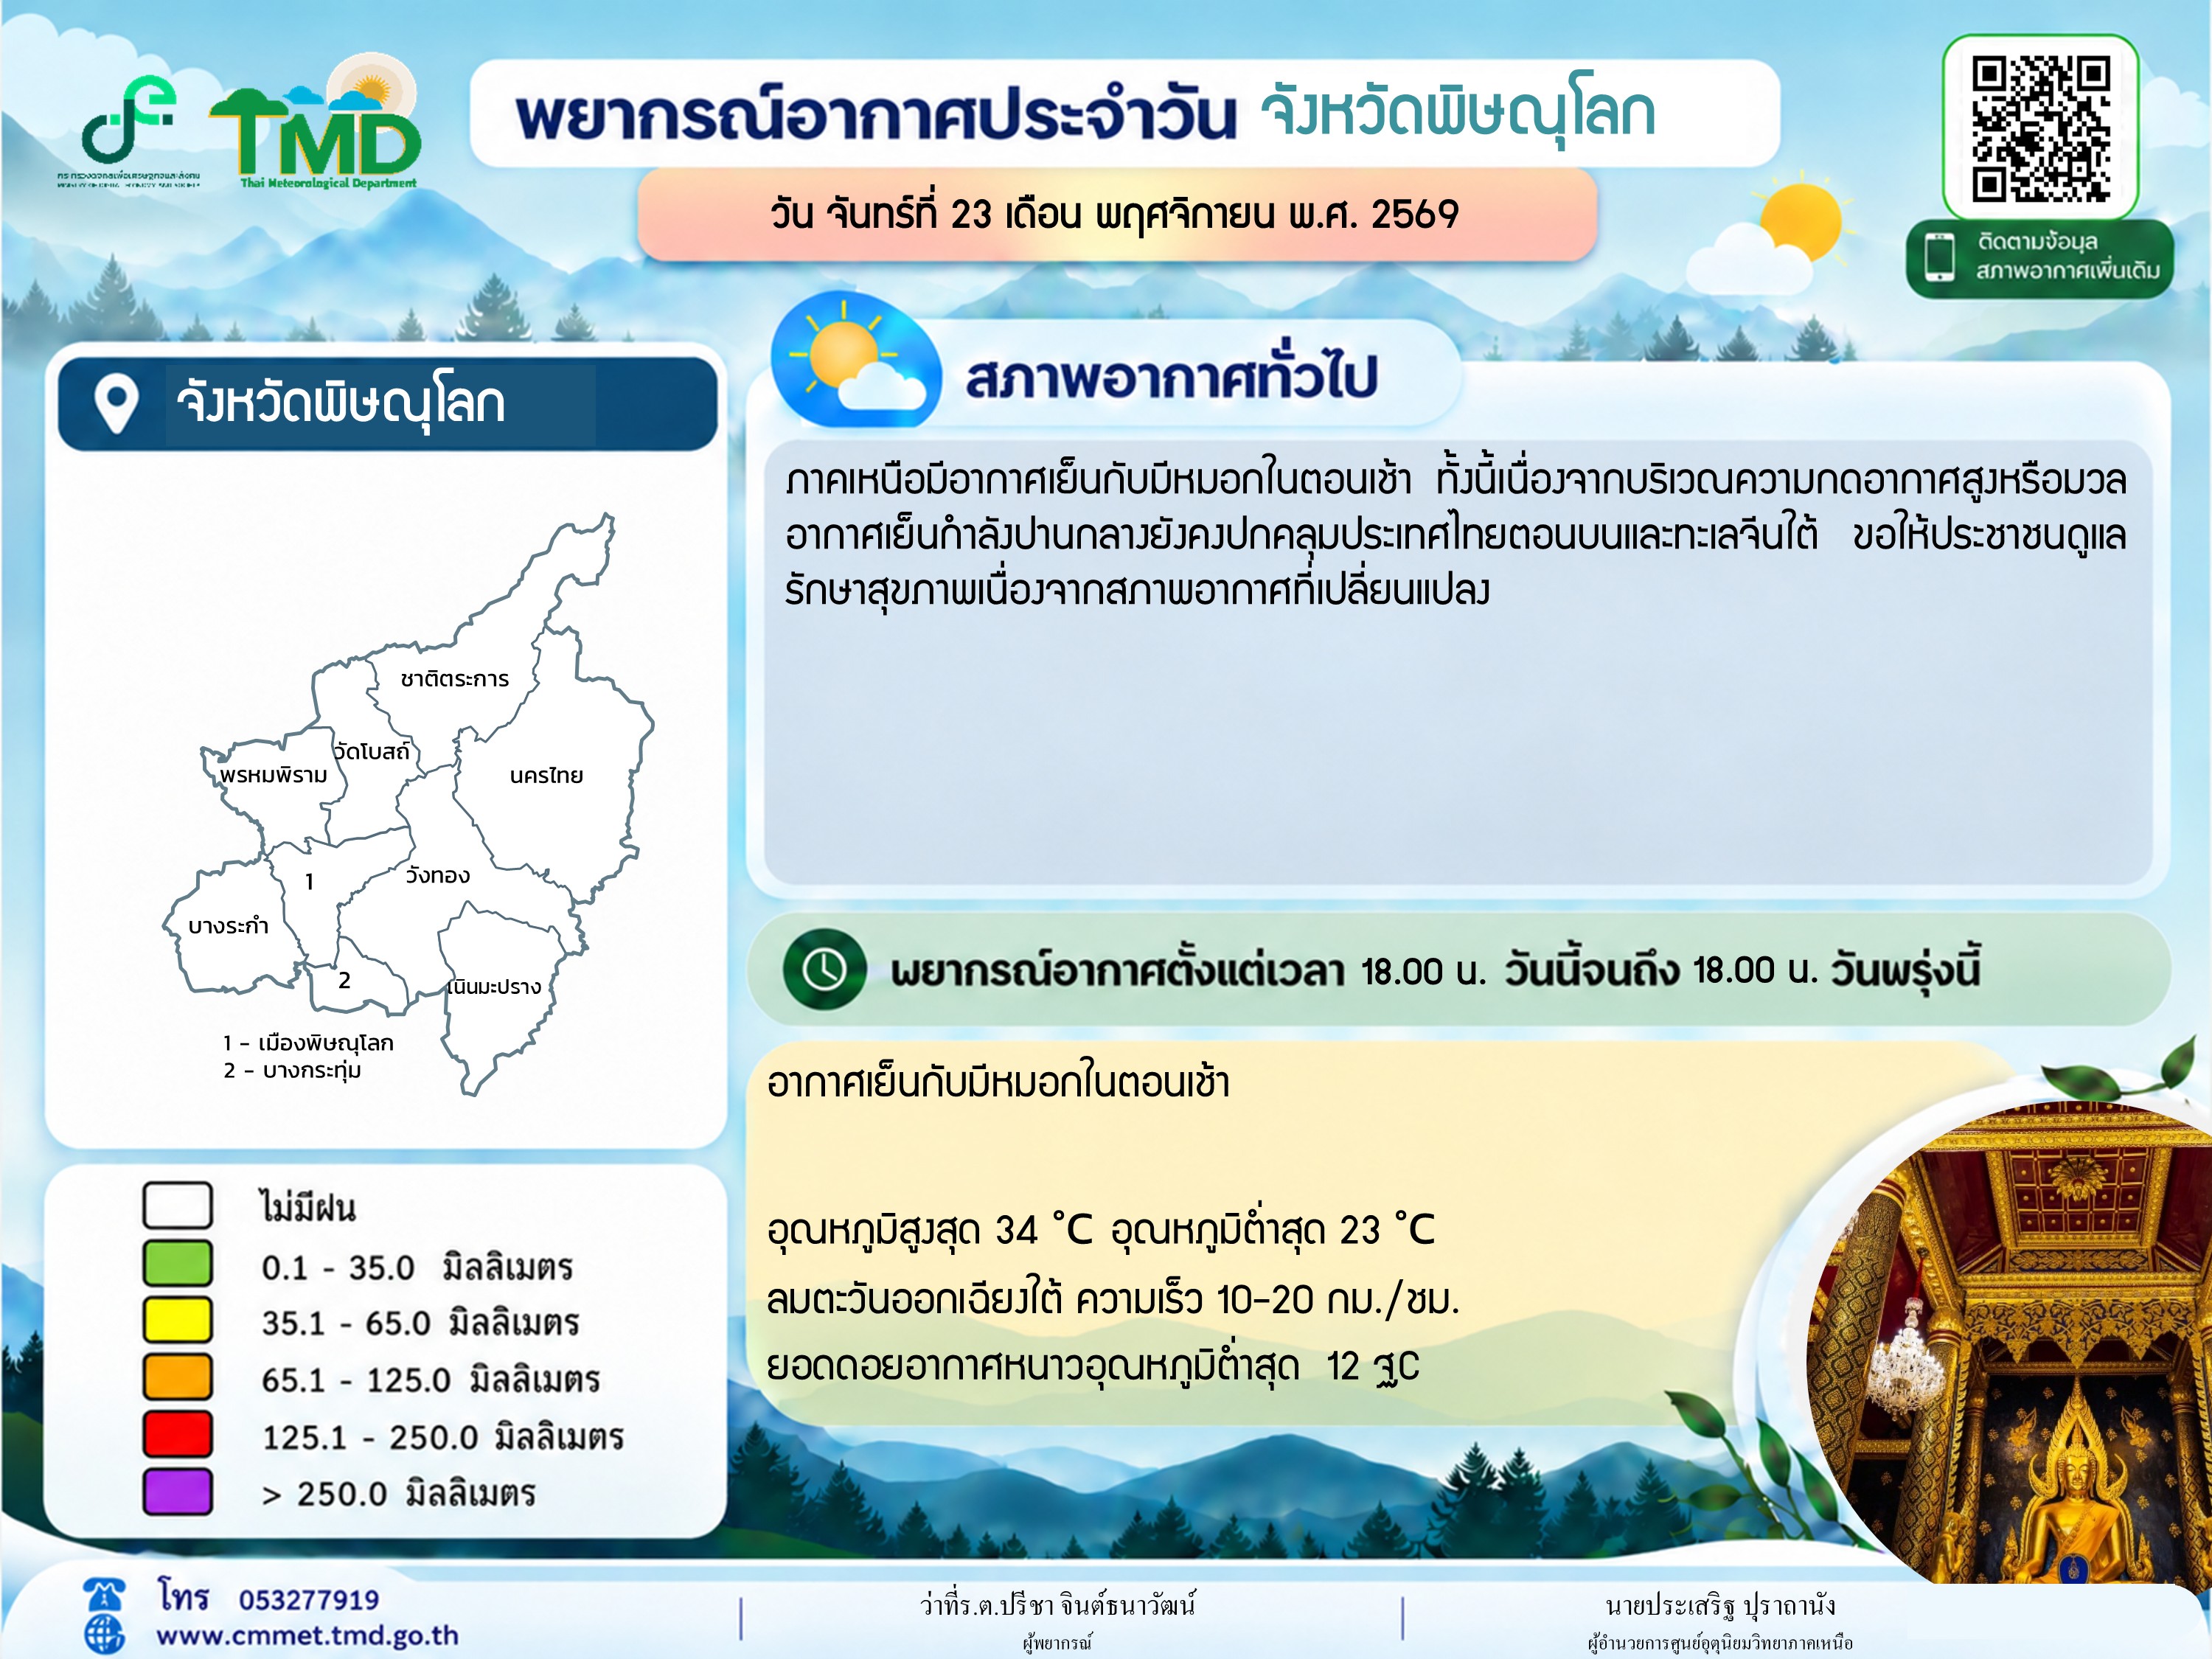 พยากรณ์อากาศประจำวัน จังหวัดพิษณุโลก
TMD
Thai Meteorological Department
วัน จันทร์ที่ 23 เดือน พฤศจิกายน พ.ศ. 2569
ติดตามข้อมูล
สภาพอากาศเพิ่มเติม
จังหวัดพิษณุโลก
ชาติตระการ
วัดโบสถ์
พรหมพิราม
นครไทย
1
วังทอง
บางระกำ
2
เนินมะปราง
1 - เมืองพิษณุโลก
2 - บางกระทุ่ม
ไม่มีฝน
0.1 - 35.0 มิลลิเมตร
35.1 - 65.0 มิลลิเมตร
65.1 - 125.0 มิลลิเมตร
125.1 - 250.0 มิลลิเมตร
> 250.0 มิลลิเมตร
สภาพอากาศทั่วไป
ภาคเหนือมีอากาศเย็นกับมีหมอกในตอนเช้า ทั้งนี้เนื่องจากบริเวณความกดอากาศสูงหรือมวล
อากาศเย็นกำลังปานกลางยังคงปกคลุมประเทศไทยตอนบนและทะเลจีนใต้ ขอให้ประชาชนดูแล
รักษาสุขภาพเนื่องจากสภาพอากาศที่เปลี่ยนแปลง
พยากรณ์อากาศตั้งแต่เวลา 18.00 น. วันนี้จนถึง 18.00 น. วันพรุ่งนี้
อากาศเย็นกับมีหมอกในตอนเช้า
อุณหภูมิสูงสุด 34 °C อุณหภูมิต่ำสุด 23 °C
ลมตะวันออกเฉียงใต้ ความเร็ว 10-20 กม./ชม.
ยอดดอยอากาศหนาวอุณหภูมิต่ำสุด 12 ฐC
โทร 053277919
www.cmmet.tmd.go.th
ว่าที่ร.ต.ปรีชา จินต์ธนาวัฒน์
ผู้พยากรณ์
นายประเสริฐ ปุราถานัง
ผู้อำนวยการศูนย์อุตุนิยมวิทยาภาคเหนือ